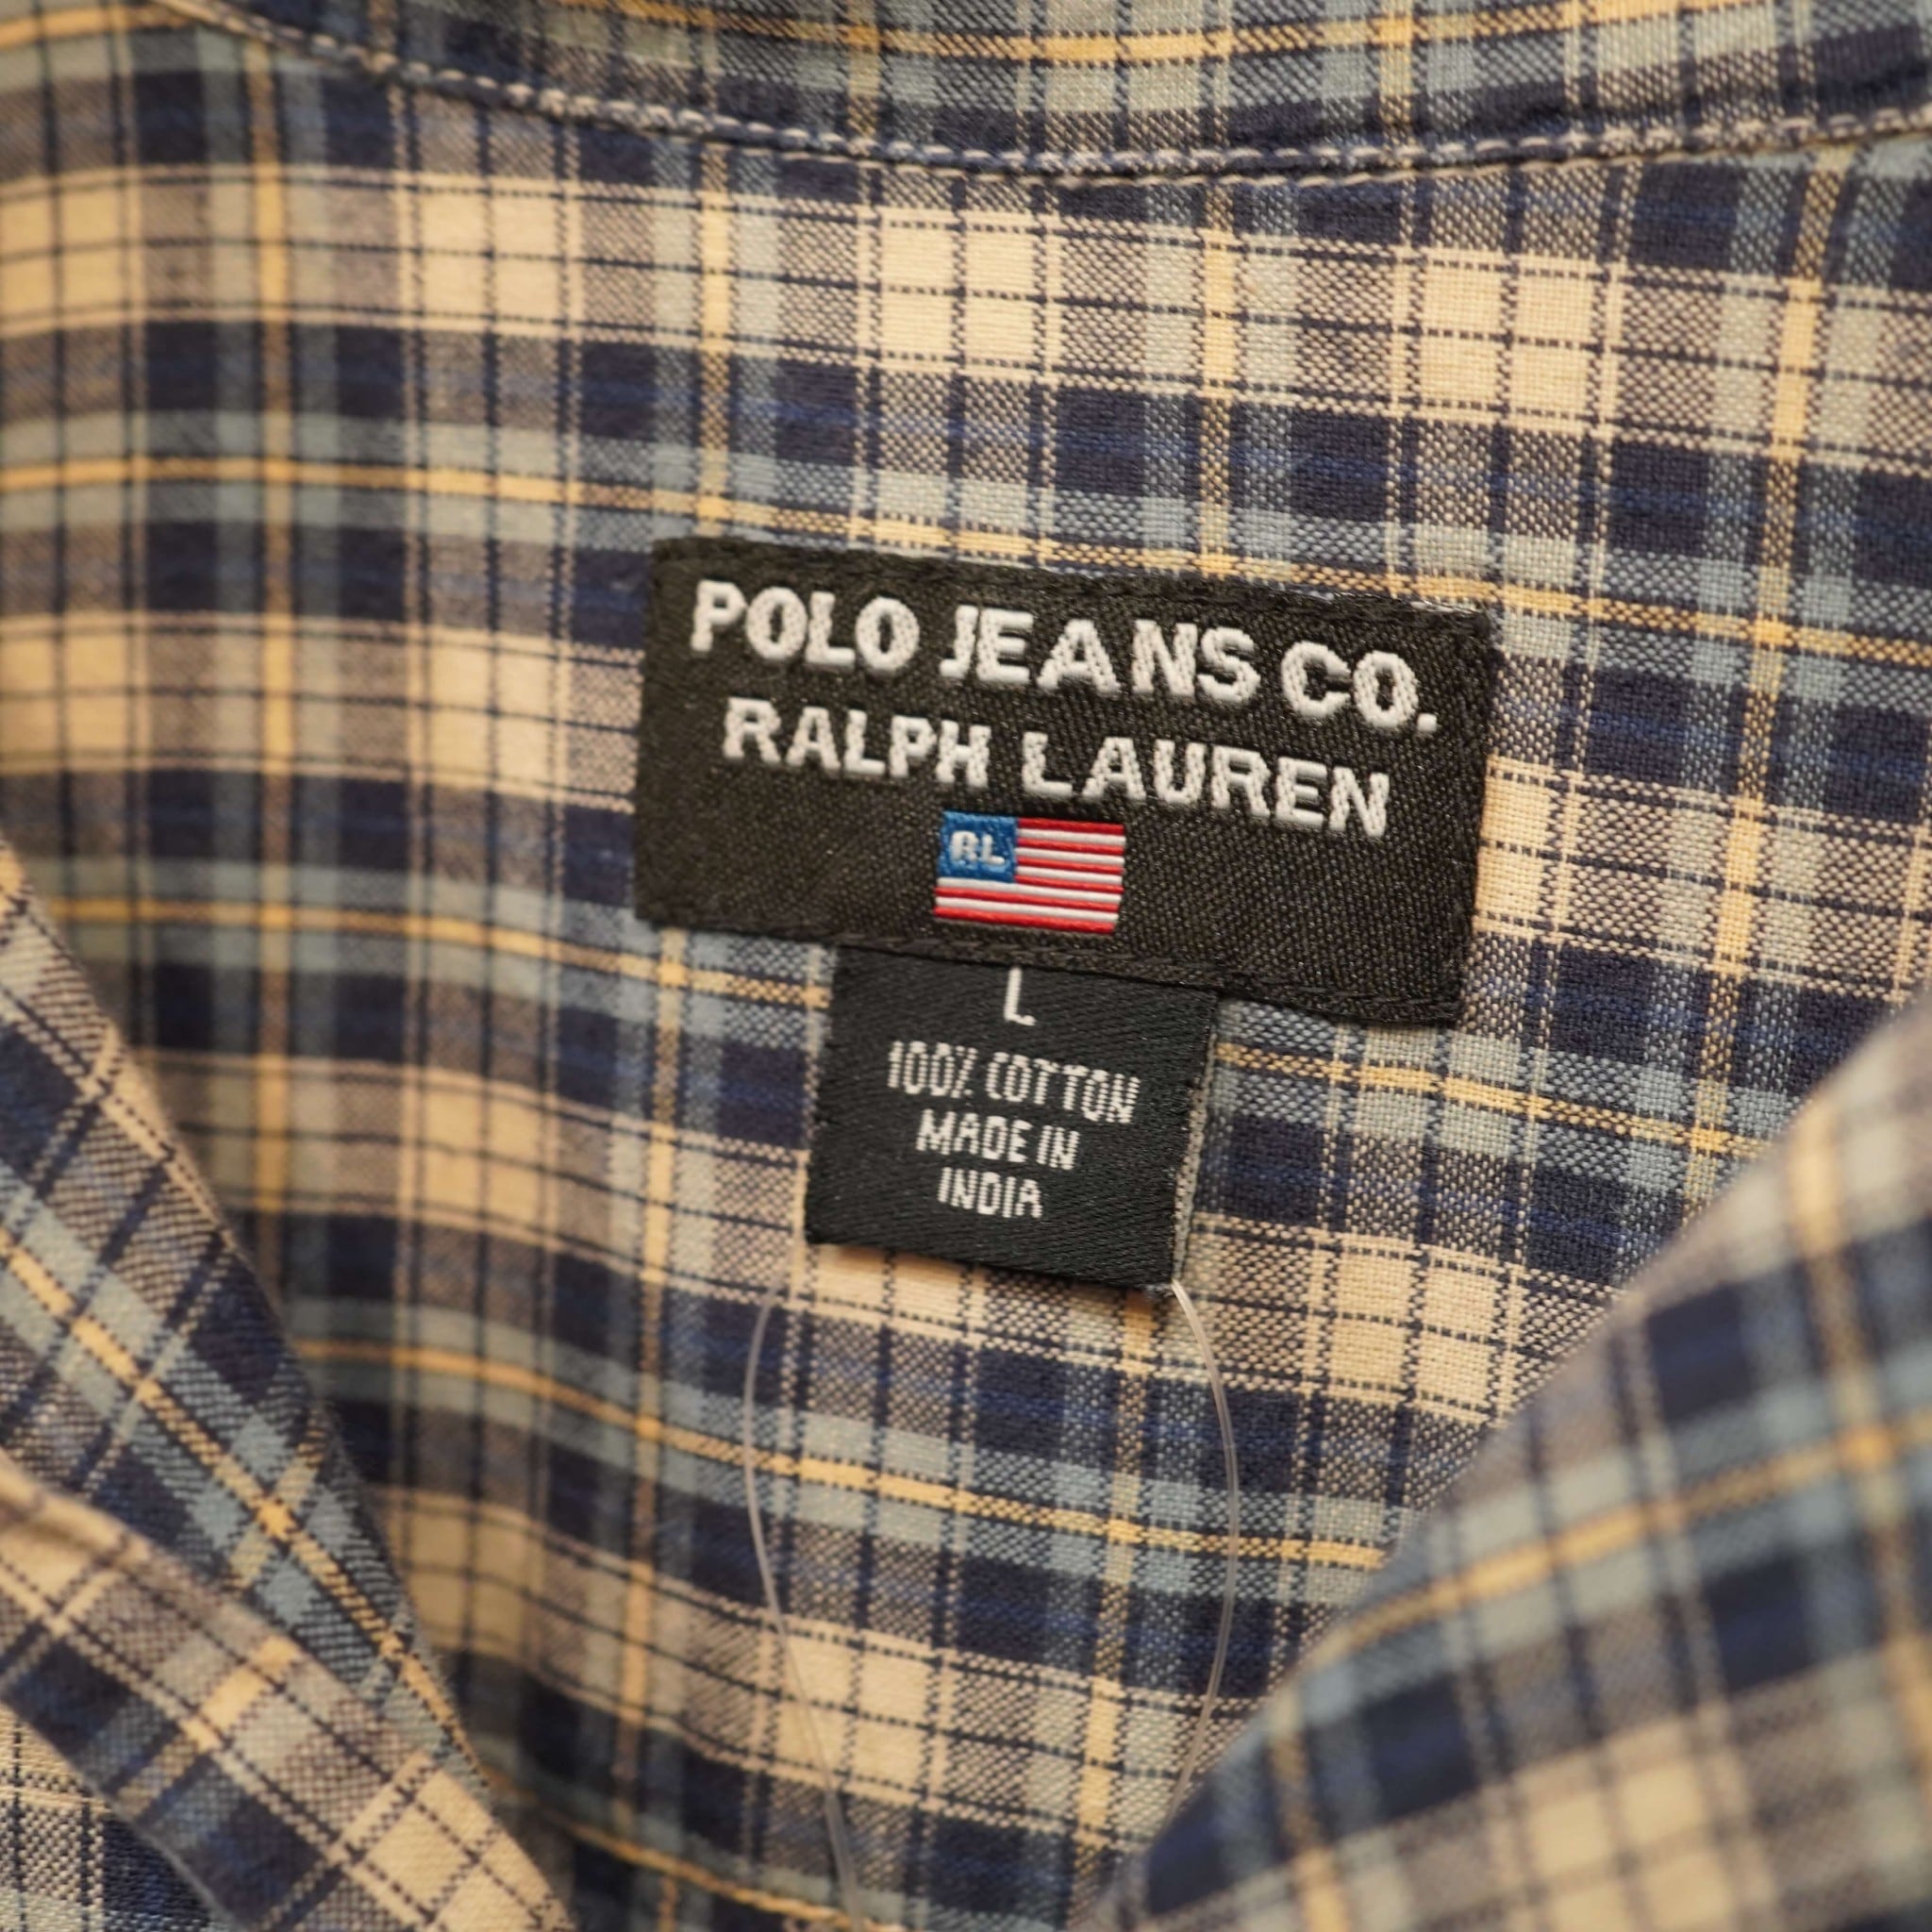 POLO JEANS CO.
RALPH LAUREN
RL
L
100% COTTON
MADE IN
INDIA